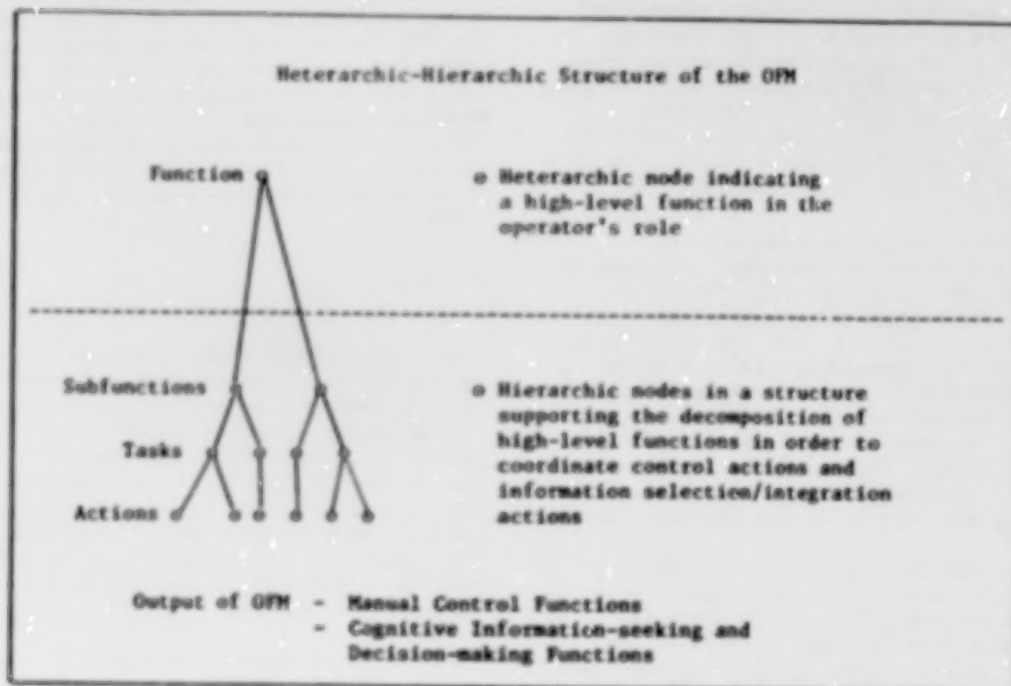 Heterarchic-Hierarchic Structure of the OFM
Function
Heterarchic node indicating
a high-level function in the
operator's role
Subfunctions
Hierarchic nodes in a structure
supporting the decomposition of
high-level functions in order to
coordinate control actions and
information selection/integration
actions
Tasks
Actions
Output of OFM - Manual Control Functions
- Cognitive Information-seeking and
Decision-making Functions